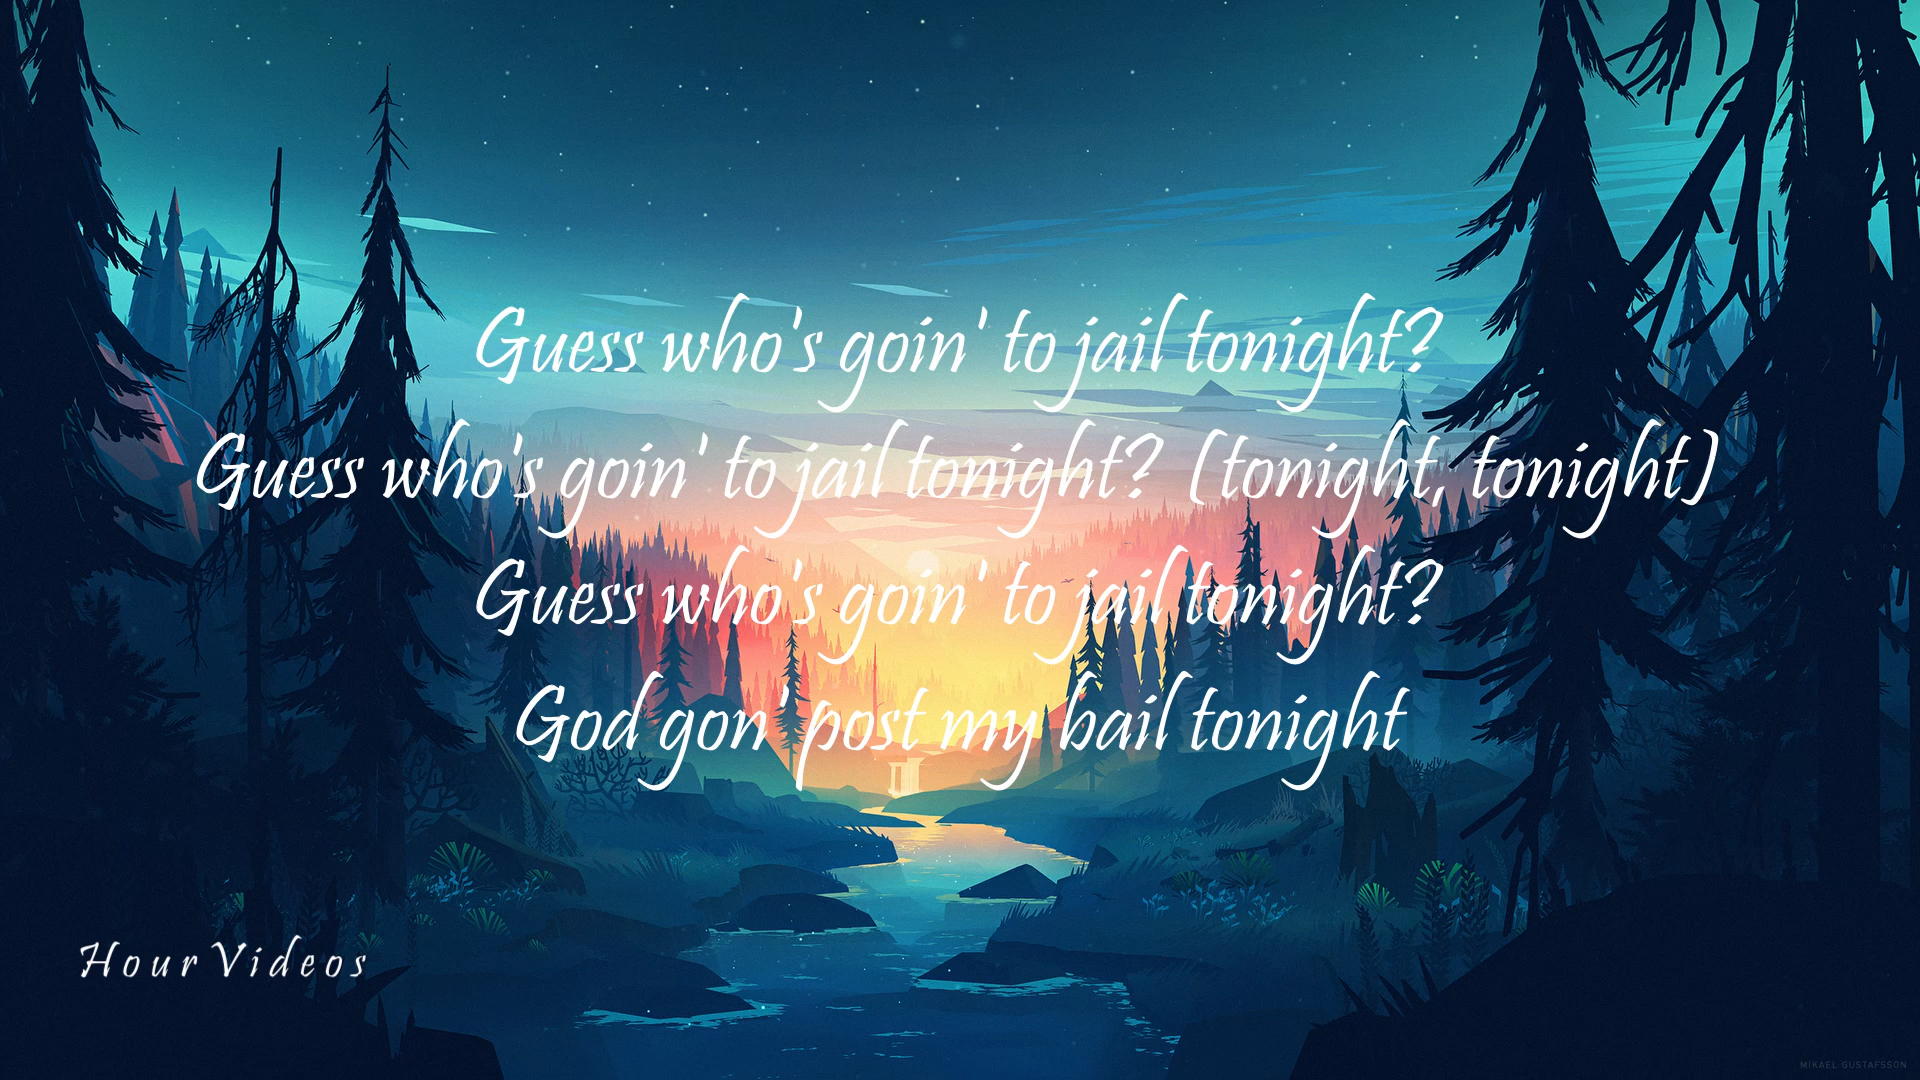 Guess who's goin' to jail tonight?
Guess who's goin' to jail tonight? (tonight, tonight)
Guess who's goin' to jail tonight?
God gon' post my bail tonight
Hour Videos
MIKAEL GUSTAFSSON